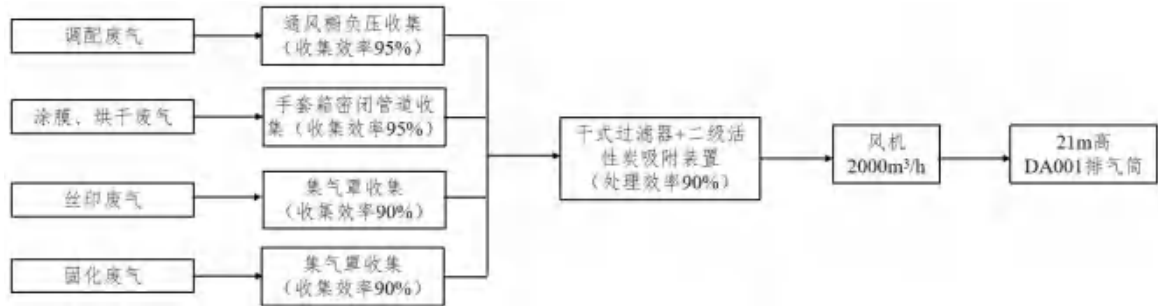 调配废气
通风橱负压收集
（收集效率95%）
涂膜、烘干废气
手套箱密闭管道收
集（收集效率95%）
丝印废气
集气罩收集
（收集效率90%）
固化废气
集气罩收集
（收集效率90%）
干式过滤器+二级活
性炭吸附装置
（处理效率90%）
风机
2000m³/h
21m高
DA001排气筒